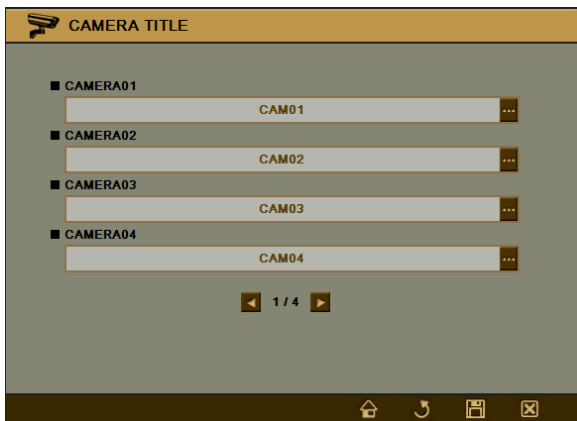 CAMERA TITLE
CAMERA01
CAM01 ...
CAMERA02
CAM02 ...
CAMERA03
CAM03 ...
CAMERA04
CAM04 ...
1 / 4